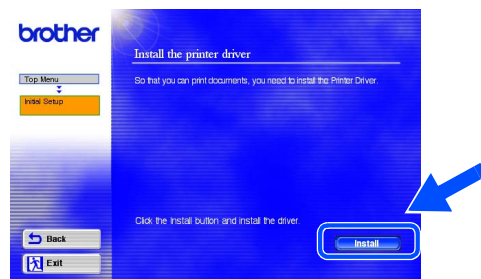 brother
Install the printer driver
Top Menu
So that you can print documents, you need to install the Printer Driver.
Initial Setup
Click the Install button and install the driver.
Back
Install
Exit